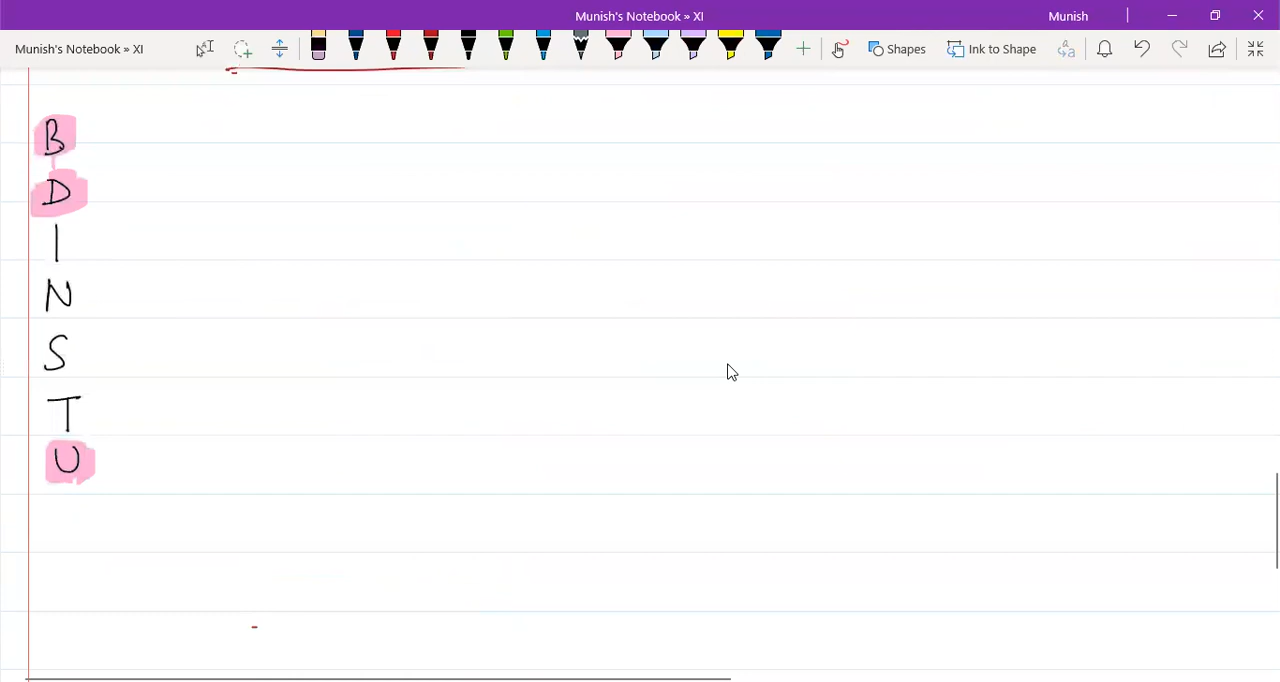 Munish's Notebook » XI
Munish
Munish's Notebook » XI
Shapes
Ink to Shape
B
D
I
N
S
T
U